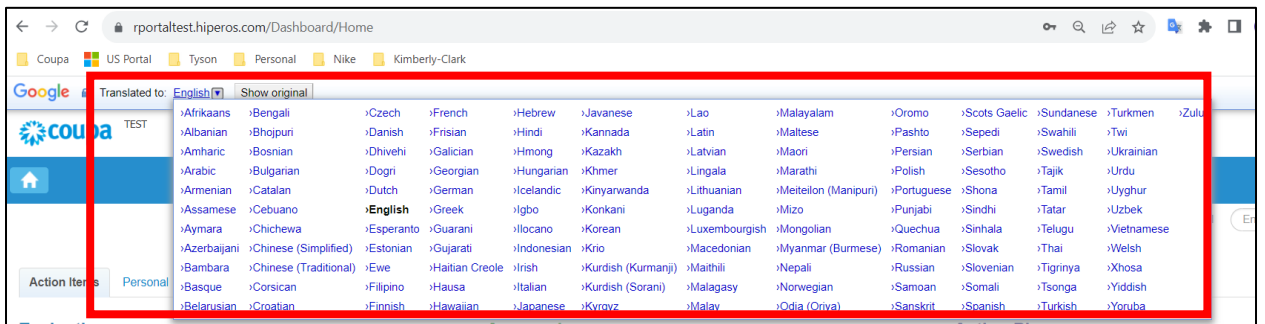 rportaltest.hiperos.com/Dashboard/Home
Coupa US Portal Tyson Personal Nike Kimberly-Clark
Google Translated to: English Show original
coupa TEST
›Afrikaans ›Bengali ›Czech ›French ›Hebrew ›Javanese ›Lao ›Malayalam ›Oromo ›Scots Gaelic ›Sundanese ›Turkmen ›Zulu
›Albanian ›Bhojpuri ›Danish ›Frisian ›Hindi ›Kannada ›Latin ›Maltese ›Pashto ›Sepedi ›Swahili ›Twi
›Amharic ›Bosnian ›Dhivehi ›Galician ›Hmong ›Kazakh ›Latvian ›Maori ›Persian ›Serbian ›Swedish ›Ukrainian
›Arabic ›Bulgarian ›Dogri ›Georgian ›Hungarian ›Khmer ›Lingala ›Marathi ›Polish ›Sesotho ›Tajik ›Urdu
›Armenian ›Catalan ›Dutch ›German ›Icelandic ›Kinyarwanda ›Lithuanian ›Meiteilon (Manipuri) ›Portuguese ›Shona ›Tamil ›Uyghur
›Assamese ›Cebuano ›English ›Greek ›Igbo ›Konkani ›Luganda ›Mizo ›Punjabi ›Sindhi ›Tatar ›Uzbek
›Aymara ›Chichewa ›Esperanto ›Guarani ›Ilocano ›Korean ›Luxembourgish ›Mongolian ›Quechua ›Sinhala ›Telugu ›Vietnamese
›Azerbaijani ›Chinese (Simplified) ›Estonian ›Gujarati ›Indonesian ›Krio ›Macedonian ›Myanmar (Burmese) ›Romanian ›Slovak ›Thai ›Welsh
›Bambara ›Chinese (Traditional) ›Ewe ›Haitian Creole ›Irish ›Kurdish (Kurmanji) ›Maithili ›Nepali ›Russian ›Slovenian ›Tigrinya ›Xhosa
›Basque ›Corsican ›Filipino ›Hausa ›Italian ›Kurdish (Sorani) ›Malagasy ›Norwegian ›Samoan ›Somali ›Tsonga ›Yiddish
›Belarusian ›Croatian ›Finnish ›Hawaiian ›Japanese ›Kyrgyz ›Malay ›Odia (Oriya) ›Sanskrit ›Spanish ›Turkish ›Yoruba
Action Items Personal